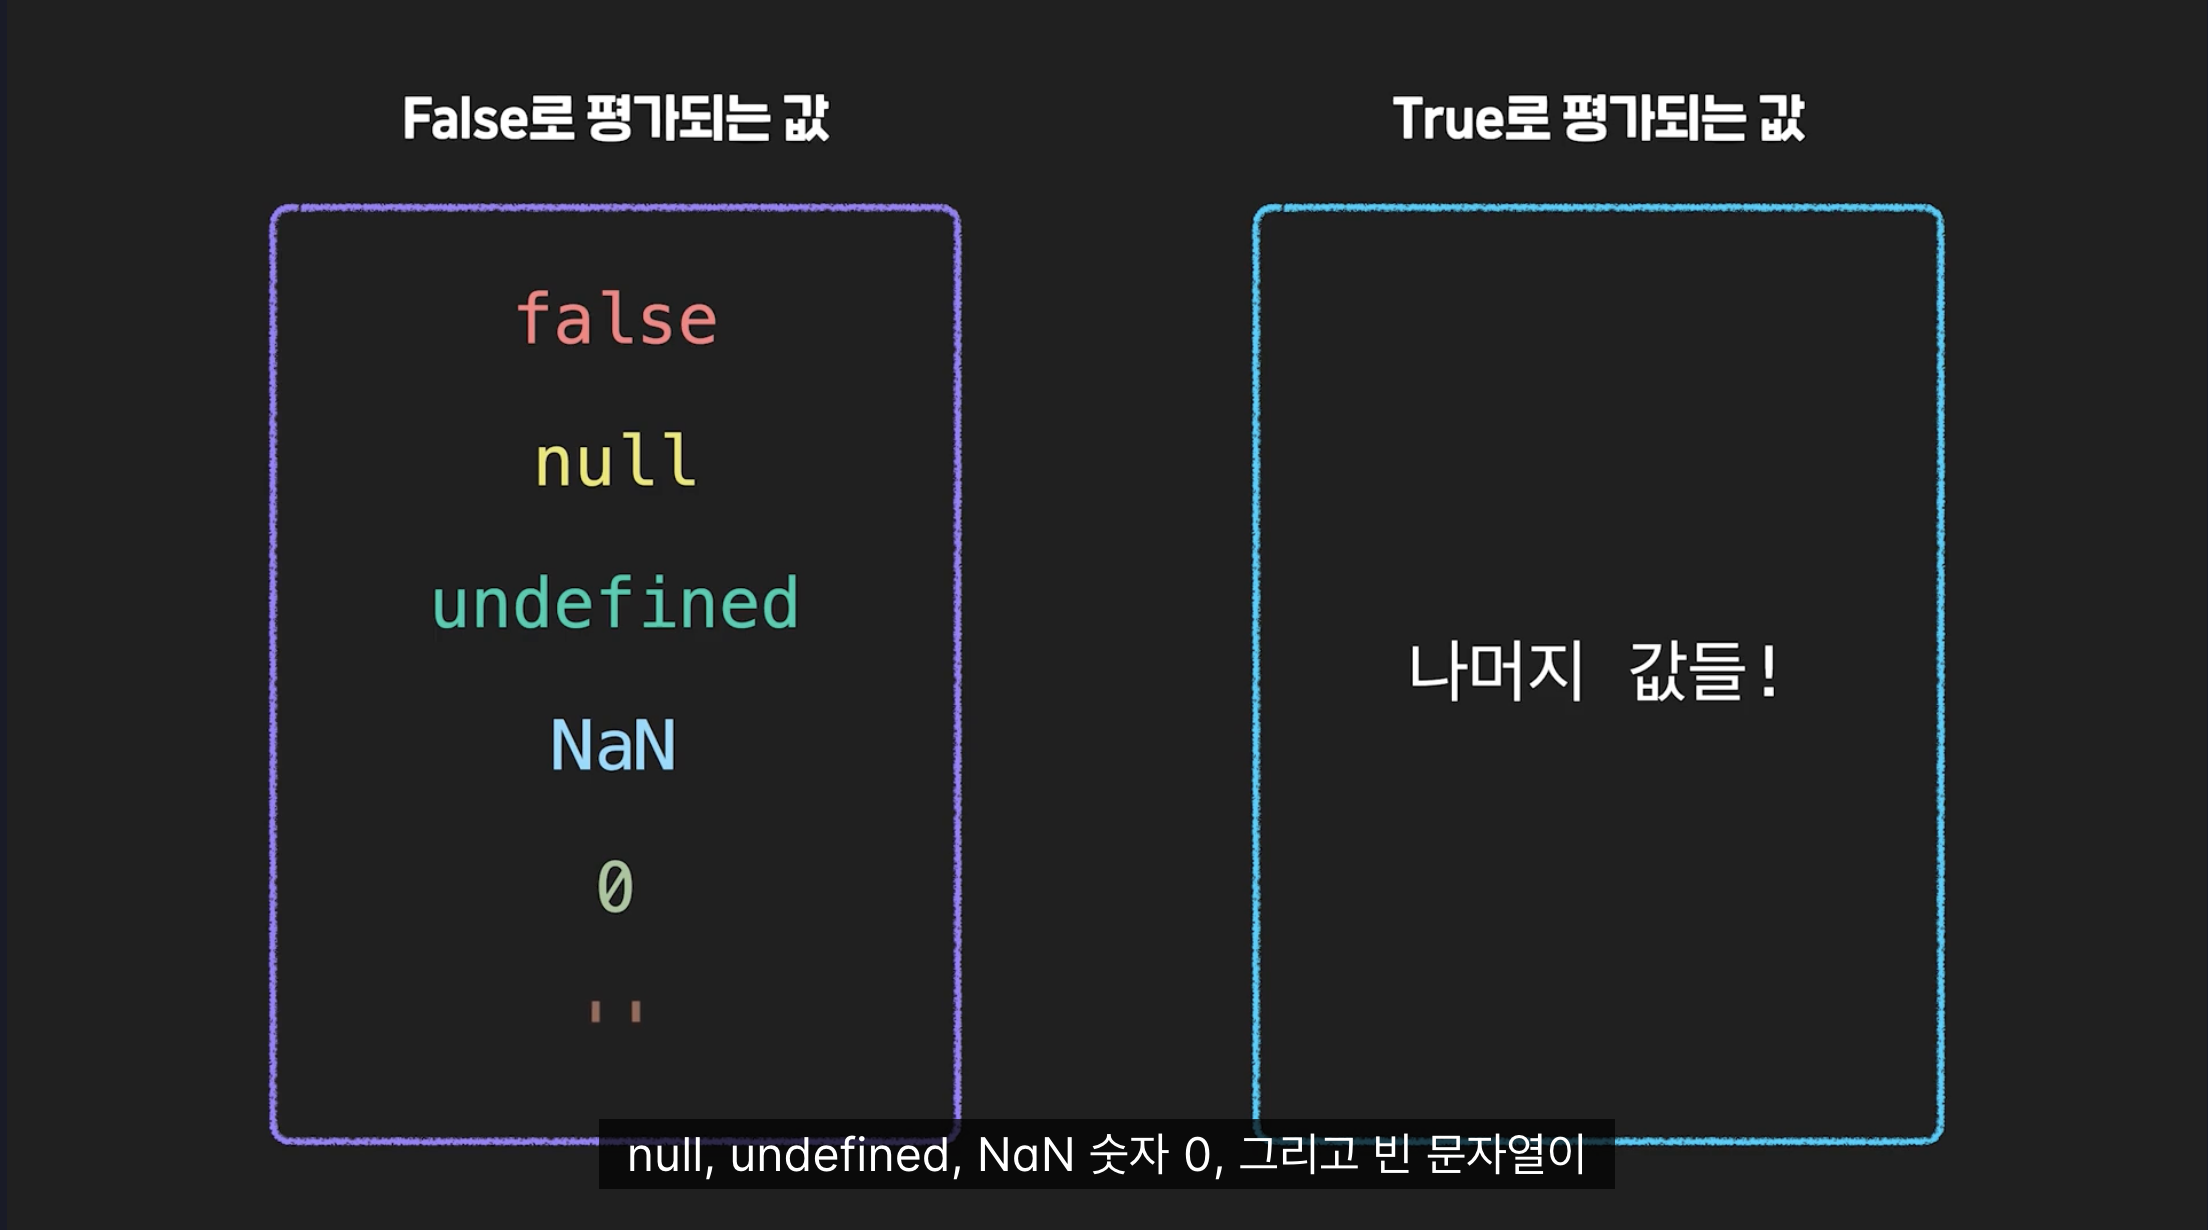 False로 평가되는 값
false
null
undefined
NaN
0
''
True로 평가되는 값
나머지 값들!
null, undefined, NaN 숫자 0, 그리고 빈 문자열이